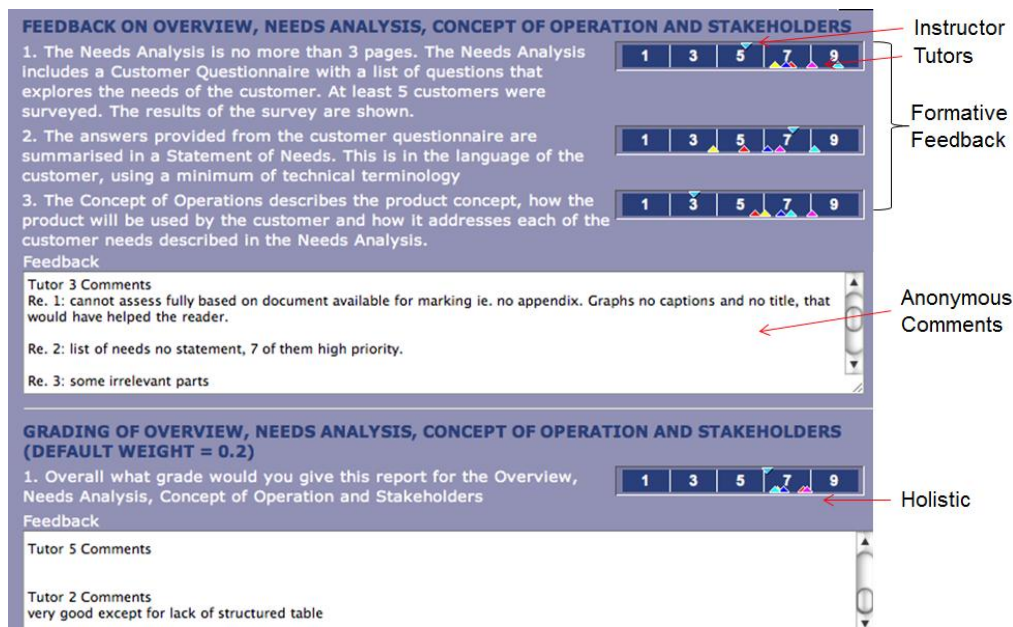 FEEDBACK ON OVERVIEW, NEEDS ANALYSIS, CONCEPT OF OPERATION AND STAKEHOLDERS
Instructor
Tutors
1. The Needs Analysis is no more than 3 pages. The Needs Analysis
includes a Customer Questionnaire with a list of questions that
explores the needs of the customer. At least 5 customers were
surveyed. The results of the survey are shown.
1 3 5 7 9
Formative
Feedback
2. The answers provided from the customer questionnaire are
summarised in a Statement of Needs. This is in the language of the
customer, using a minimum of technical terminology
1 3 5 7 9
3. The Concept of Operations describes the product concept, how the
product will be used by the customer and how it addresses each of the
customer needs described in the Needs Analysis.
1 3 5 7 9
Feedback
Tutor 3 Comments
Re. 1: cannot assess fully based on document available for marking ie. no appendix. Graphs no captions and no title, that
would have helped the reader.
Re. 2: list of needs no statement, 7 of them high priority.
Re. 3: some irrelevant parts
Anonymous
Comments
GRADING OF OVERVIEW, NEEDS ANALYSIS, CONCEPT OF OPERATION AND STAKEHOLDERS
(DEFAULT WEIGHT = 0.2)
1. Overall what grade would you give this report for the Overview,
Needs Analysis, Concept of Operation and Stakeholders
1 3 5 7 9
Holistic
Feedback
Tutor 5 Comments
Tutor 2 Comments
very good except for lack of structured table